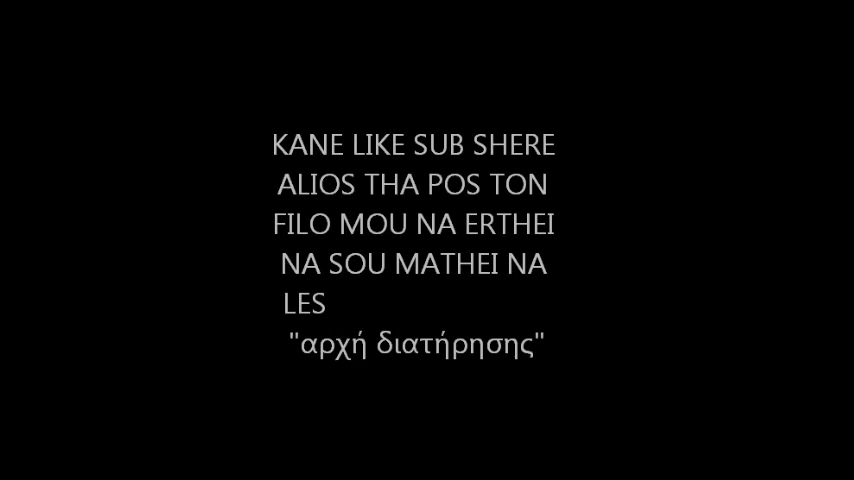 KANE LIKE SUB SHERE
ALIOS THA POS TON
FILO MOU NA ERTHEI
NA SOU MATHEI NA
LES
"αρχή διατήρησης"